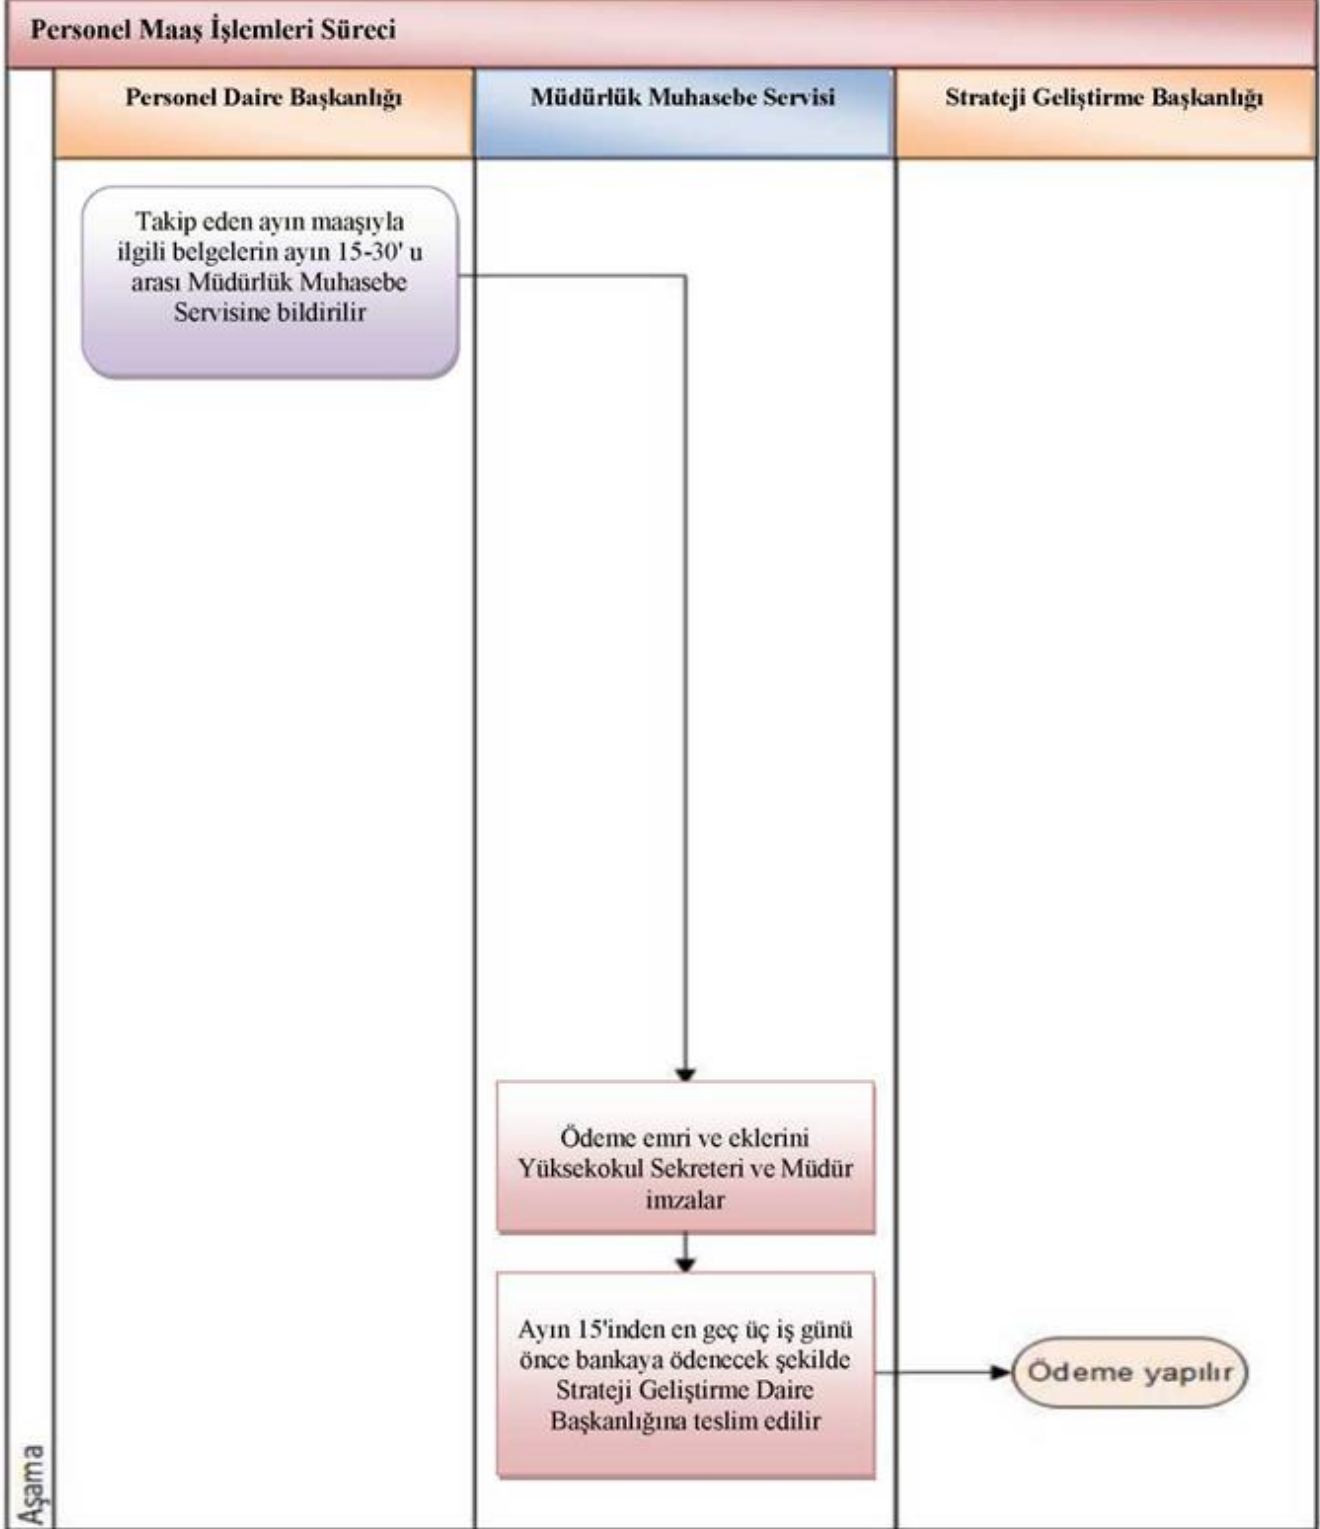 Personel Maaş İşlemleri Süreci
Personel Daire Başkanlığı
Müdürlük Muhasebe Servisi
Strateji Geliştirme Başkanlığı
Takip eden ayın maaşıyla
ilgili belgelerin ayın 15-30' u
arası Müdürlük Muhasebe
Servisine bildirilir
Ödeme emri ve eklerini
Yüksekokul Sekreteri ve Müdür
imzalar
Ayın 15'inden en geç üç iş günü
önce bankaya ödenecek şekilde
Strateji Geliştirme Daire
Başkanlığına teslim edilir
Ödeme yapılır
Aşama